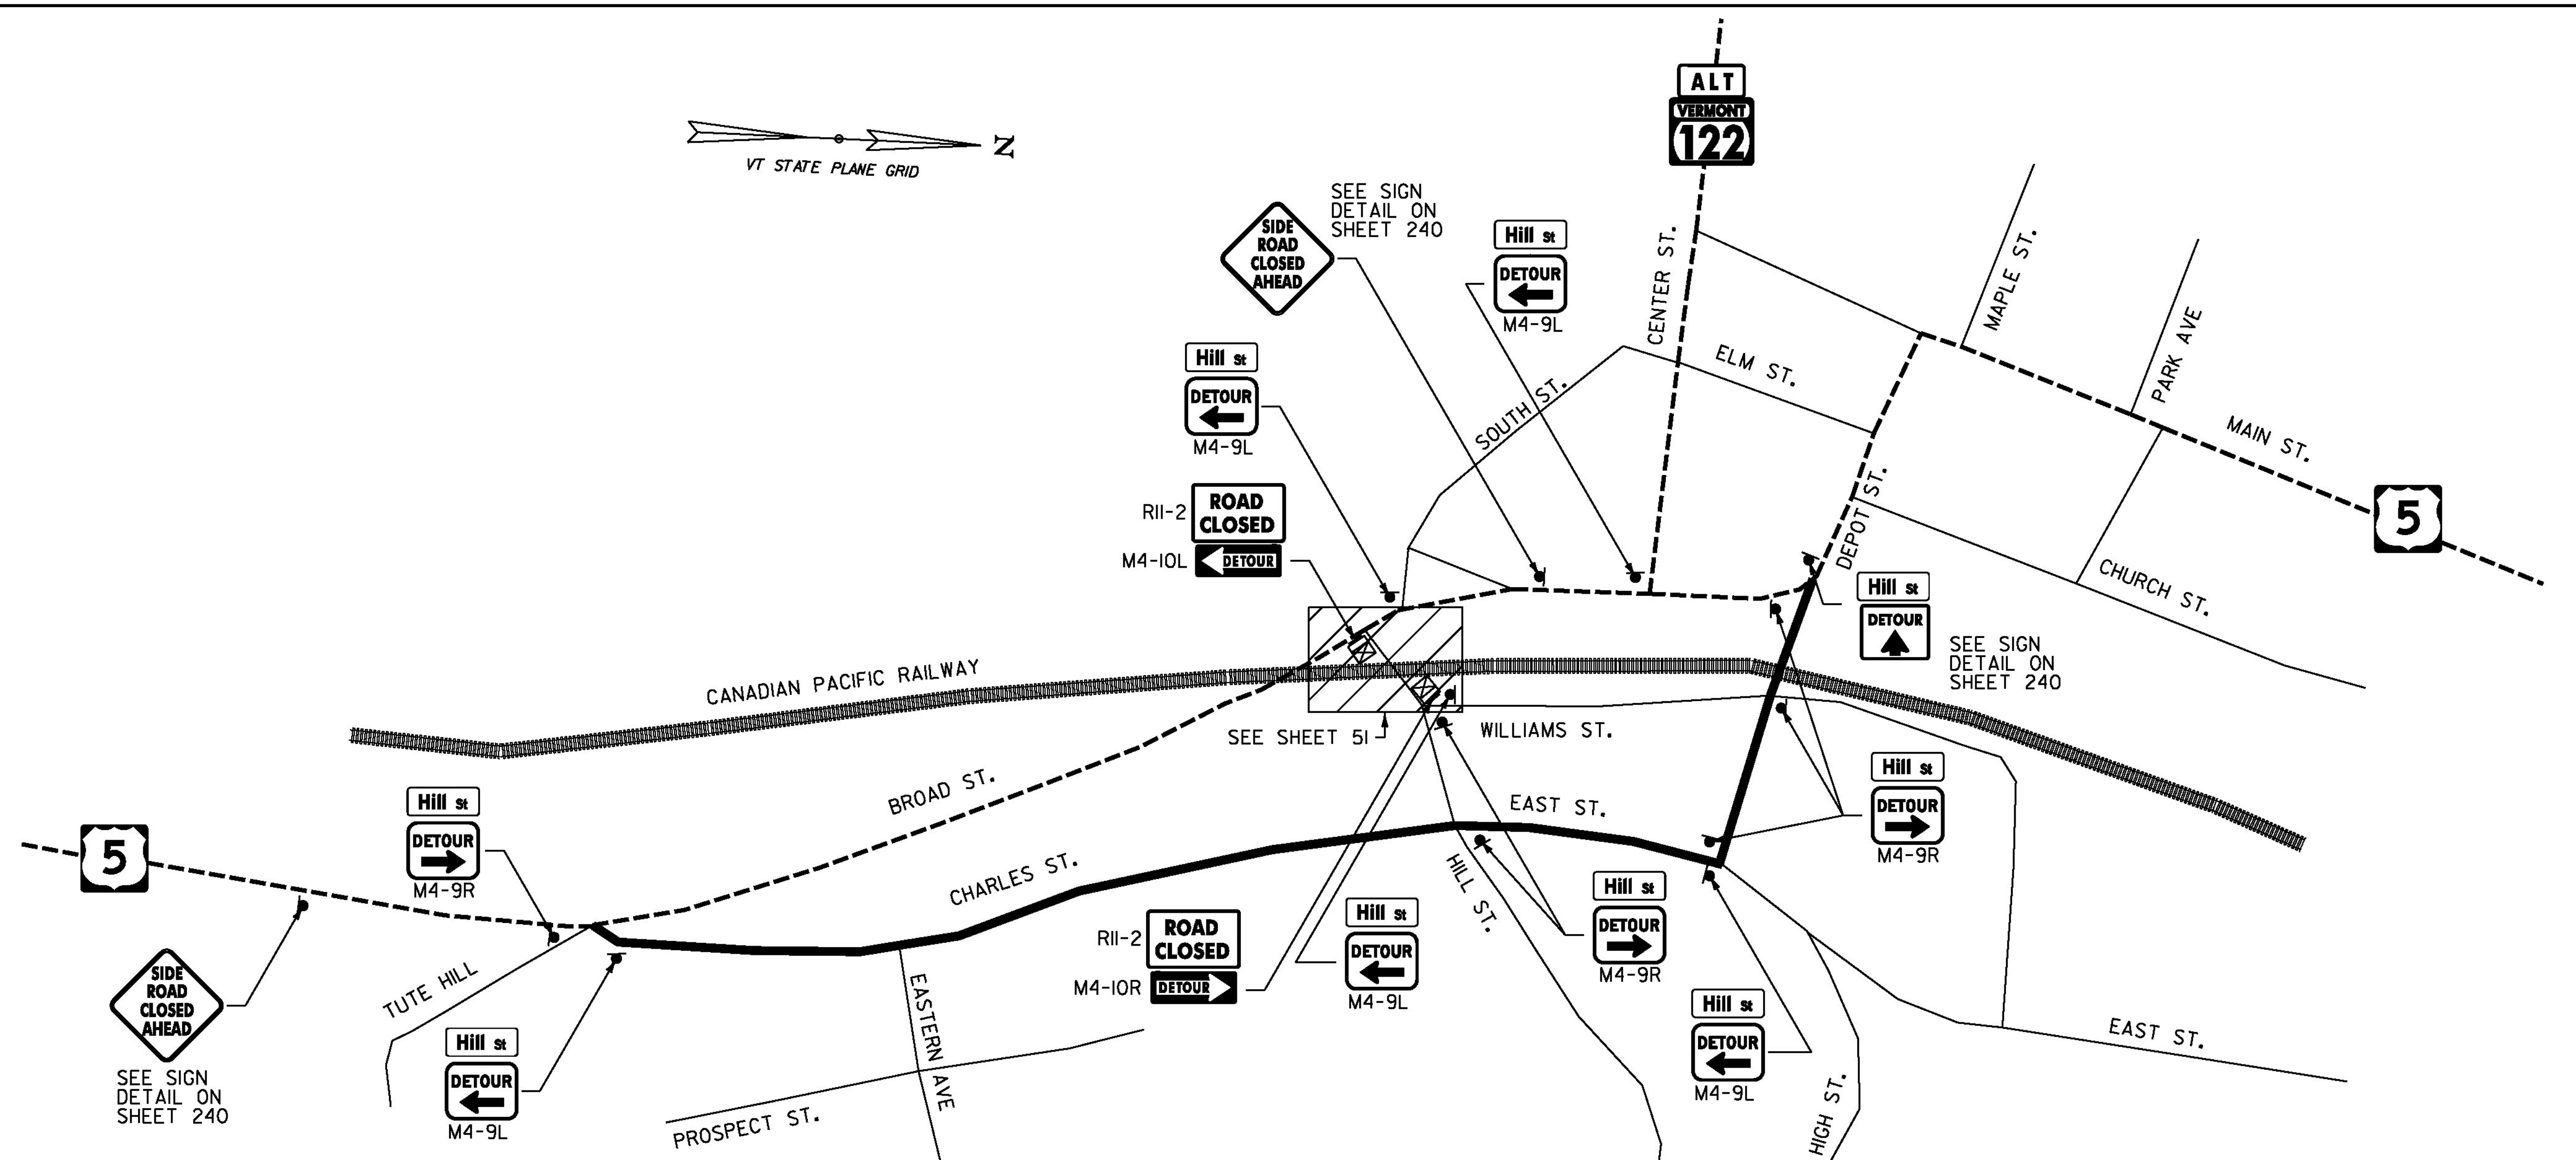 ALT
VERMONT
122
N
VT STATE PLANE GRID
SIDE
ROAD
CLOSED
AHEAD
SEE SIGN
DETAIL ON
SHEET 240
Hill St
DETOUR
M4-9L
CENTER ST.
MAPLE ST.
PARK AVE
ELM ST.
SOUTH ST.
MAIN ST.
5
Hill St
DETOUR
M4-9L
R11-2
ROAD
CLOSED
M4-10L
DETOUR
DEPOT ST.
CHURCH ST.
Hill St
DETOUR
SEE SIGN
DETAIL ON
SHEET 240
CANADIAN PACIFIC RAILWAY
SEE SHEET 51
WILLIAMS ST.
BROAD ST.
EAST ST.
Hill St
DETOUR
M4-9R
5
Hill St
DETOUR
M4-9R
CHARLES ST.
HILL ST.
Hill St
DETOUR
M4-9R
R11-2
ROAD
CLOSED
M4-10R
DETOUR
Hill St
DETOUR
M4-9L
SIDE
ROAD
CLOSED
AHEAD
SEE SIGN
DETAIL ON
SHEET 240
TUTE HILL
Hill St
DETOUR
M4-9L
EASTERN AVE
PROSPECT ST.
Hill St
DETOUR
M4-9L
HIGH ST.
EAST ST.